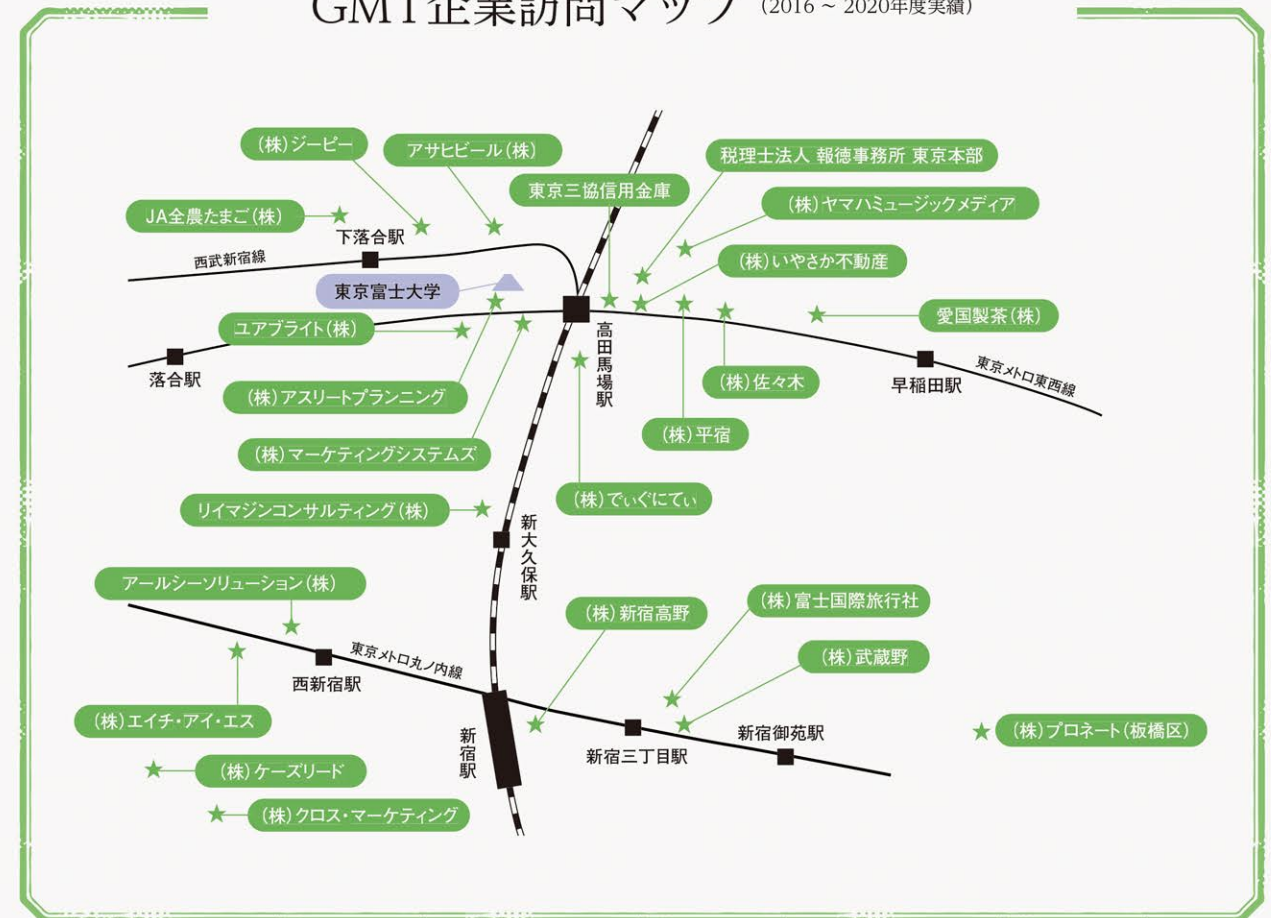 GMT企業訪問マップ（2016 ～ 2020年度実績）
（株）ジーピー
アサヒビール（株）
税理士法人 報徳事務所 東京本部
東京三協信用金庫
JA全農たまご（株）
（株）ヤマハミュージックメディア
下落合駅
西武新宿線
（株）いやさか不動産
東京富士大学
ユアブライト（株）
愛国製茶（株）
高田馬場駅
落合駅
早稲田駅
東京メトロ東西線
（株）佐々木
（株）アスリートプランニング
（株）平宿
（株）マーケティングシステムズ
（株）でぃぐにてぃ
リイマジンコンサルティング（株）
新大久保駅
アールシーソリューション（株）
（株）新宿高野
（株）富士国際旅行社
東京メトロ丸ノ内線
（株）武蔵野
西新宿駅
（株）エイチ・アイ・エス
新宿駅
新宿三丁目駅
新宿御苑駅
（株）プロネート（板橋区）
（株）ケーズリード
（株）クロス・マーケティング